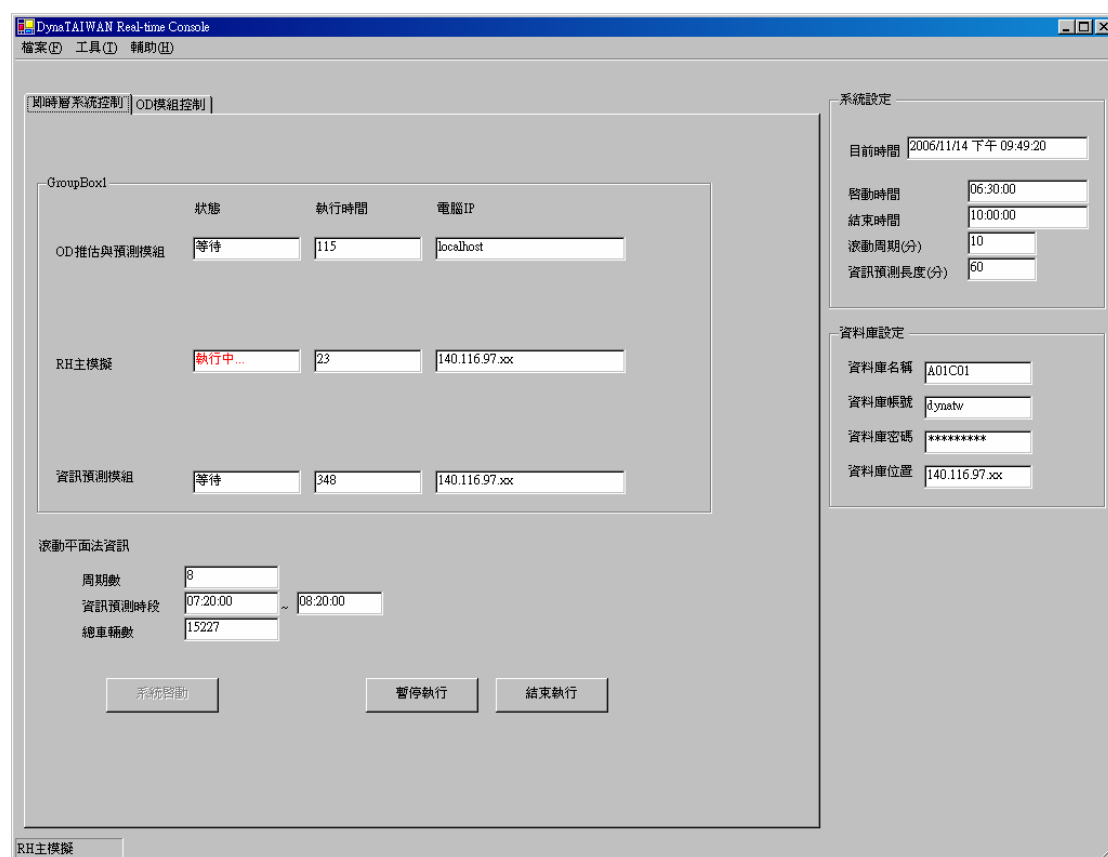 DynaTAIWAN Real-time Console
檔案(F) 工具(T) 輔助(H)
即時層系統控制 OD模組控制
GroupBox1
狀態 執行時間 電腦IP
OD推估與預測模組 等待 115 localhost
RH主模擬 執行中... 23 140.116.97.xx
資訊預測模組 等待 348 140.116.97.xx
滾動平面法資訊
周期數 8
資訊預測時段 07:20:00 ~ 08:20:00
總車輛數 15227
系統啟動 暫停執行 結束執行
系統設定
目前時間 2006/11/14 下午 09:49:20
啟動時間 06:30:00
結束時間 10:00:00
滾動周期(分) 10
資訊預測長度(分) 60
資料庫設定
資料庫名稱 A01C01
資料庫帳號 dynatw
資料庫密碼 *********
資料庫位置 140.116.97.xx
RH主模擬